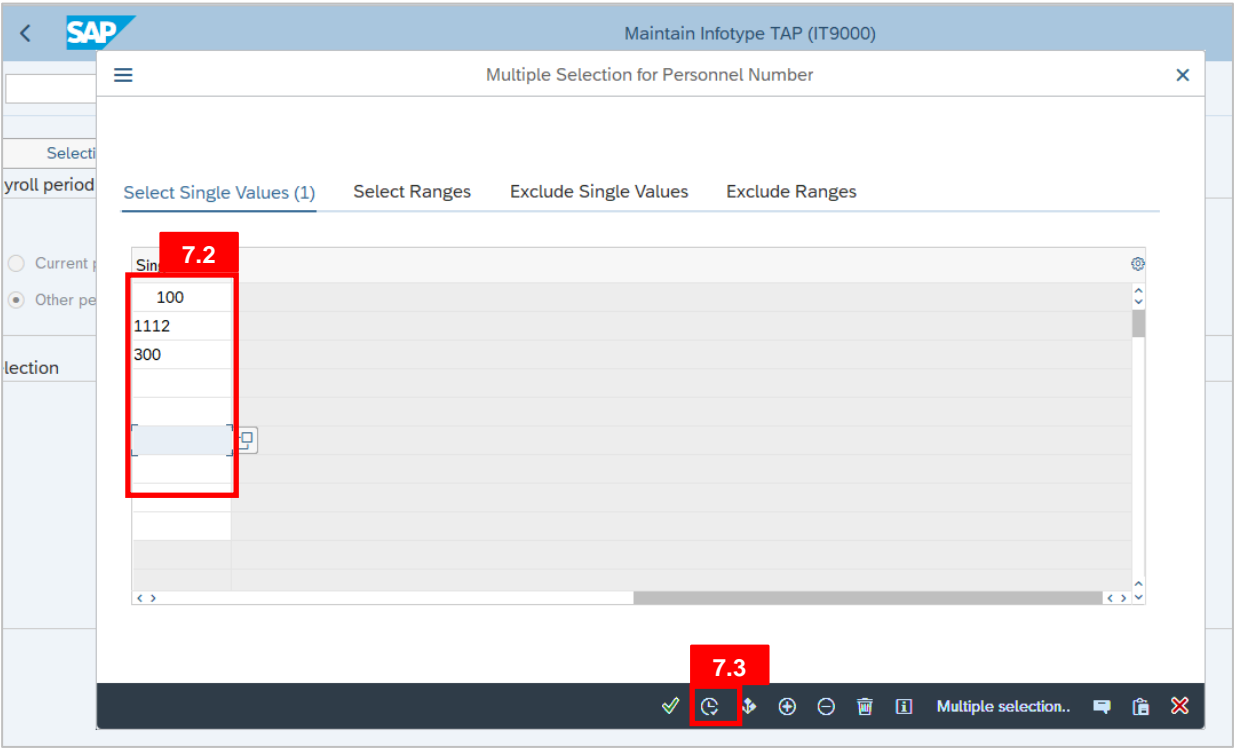 SAP
Maintain Infotype TAP (IT9000)
Multiple Selection for Personnel Number
Selecti
yroll period
Select Single Values (1) Select Ranges Exclude Single Values Exclude Ranges
7.2
Current p
Sin
100
Other pe
1112
300
lection
7.3
Multiple selection..